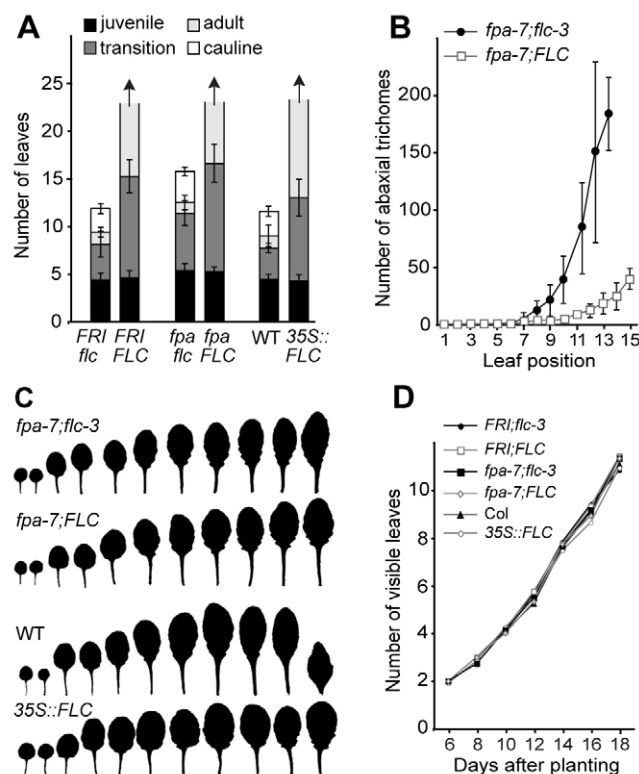 A
juvenile
adult
transition
cauline
Number of leaves
25
20
15
10
5
0
FRI flc
FRI FLC
fpa flc
fpa FLC
WT
35S:: FLC
B
fpa-7;flc-3
fpa-7;FLC
Number of abaxial trichomes
200
150
100
50
0
1 3 5 7 9 11 13 15
Leaf position
C
fpa-7;flc-3
fpa-7;FLC
WT
35S::FLC
D
FRI;flc-3
FRI;FLC
fpa-7;flc-3
fpa-7;FLC
Col
35S::FLC
Number of visible leaves
10
8
6
4
2
0
6 8 10 12 14 16 18
Days after planting